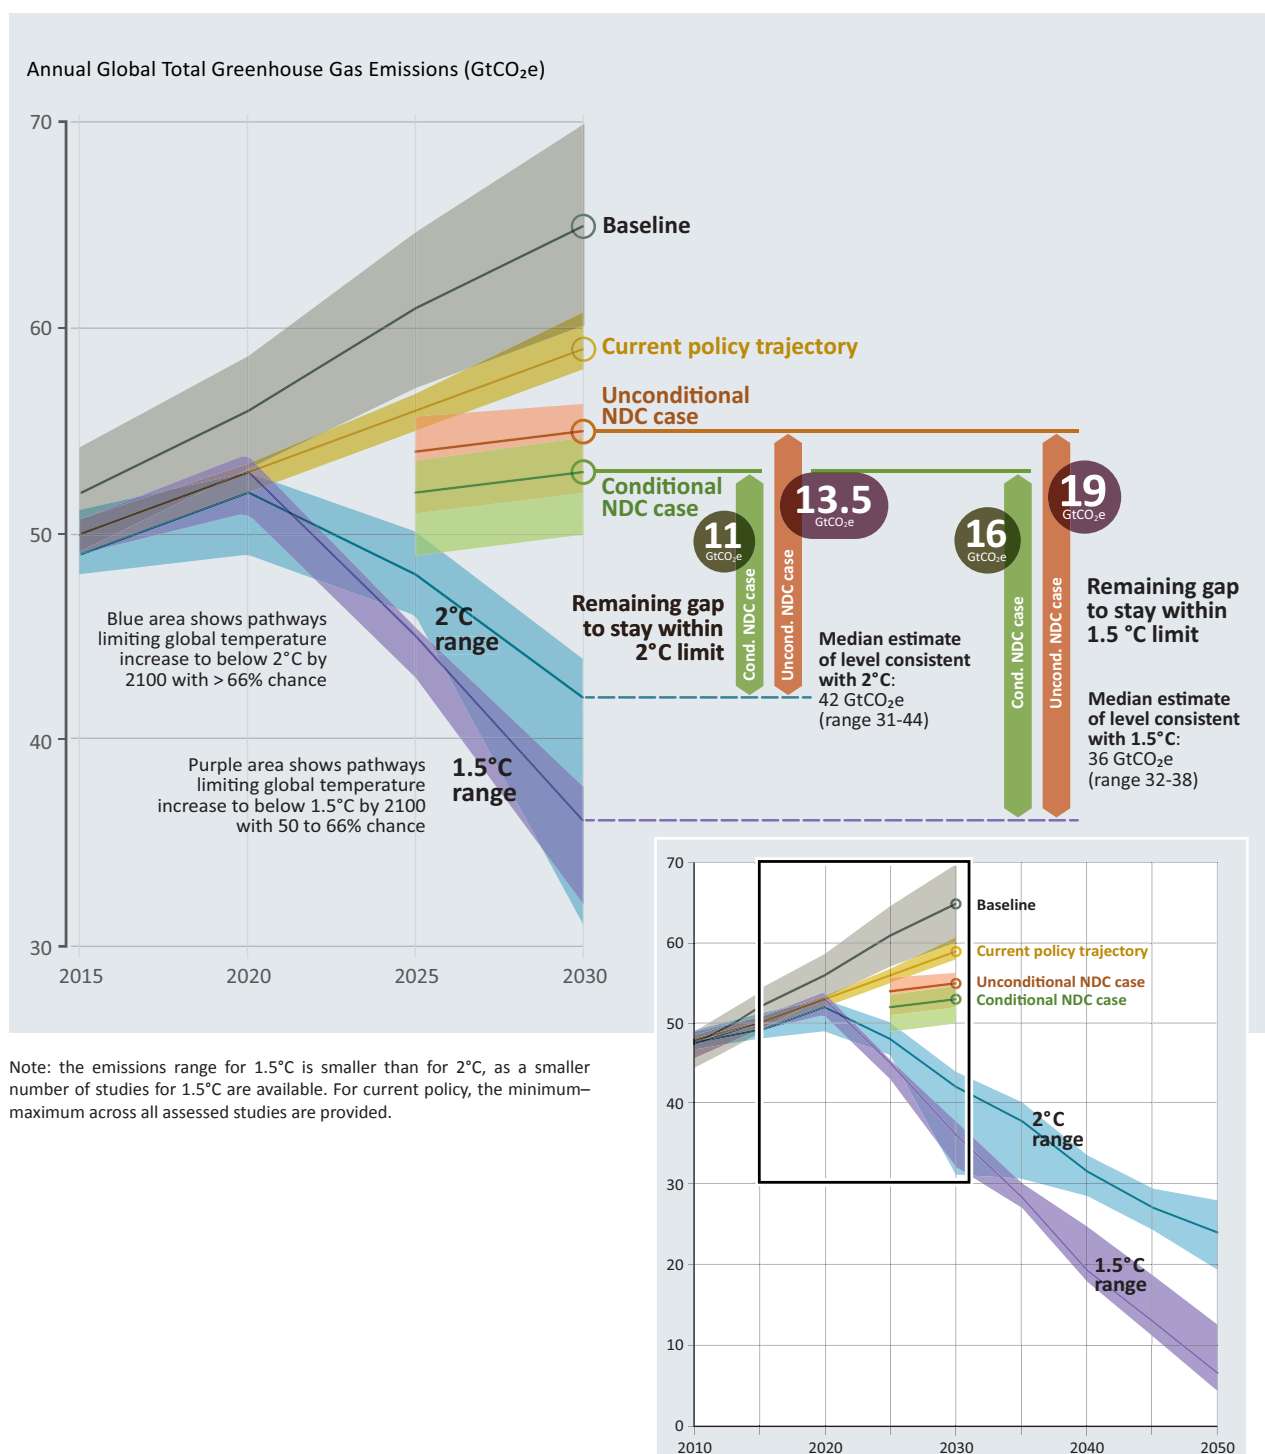 Annual Global Total Greenhouse Gas Emissions (GtCO₂e)
70
60
50
40
30
2015
2020
2025
2030
Baseline
Current policy trajectory
Unconditional
NDC case
Conditional
NDC case
2°C
range
1.5°C
range
Blue area shows pathways
limiting global temperature
increase to below 2°C by
2100 with > 66% chance
Purple area shows pathways
limiting global temperature
increase to below 1.5°C by 2100
with 50 to 66% chance
11
GtCO₂e
13.5
GtCO₂e
16
GtCO₂e
19
GtCO₂e
Cond. NDC case
Uncond. NDC case
Cond. NDC case
Uncond. NDC case
Remaining gap
to stay within
2°C limit
Median estimate
of level consistent
with 2°C:
42 GtCO₂e
(range 31-44)
Remaining gap
to stay within
1.5 °C limit
Median estimate
of level consistent
with 1.5°C:
36 GtCO₂e
(range 32-38)
70
60
50
40
30
20
10
0
2010
2020
2030
2040
2050
Baseline
Current policy trajectory
Unconditional NDC case
Conditional NDC case
2°C
range
1.5°C
range
Note: the emissions range for 1.5°C is smaller than for 2°C, as a smaller
number of studies for 1.5°C are available. For current policy, the minimum–
maximum across all assessed studies are provided.